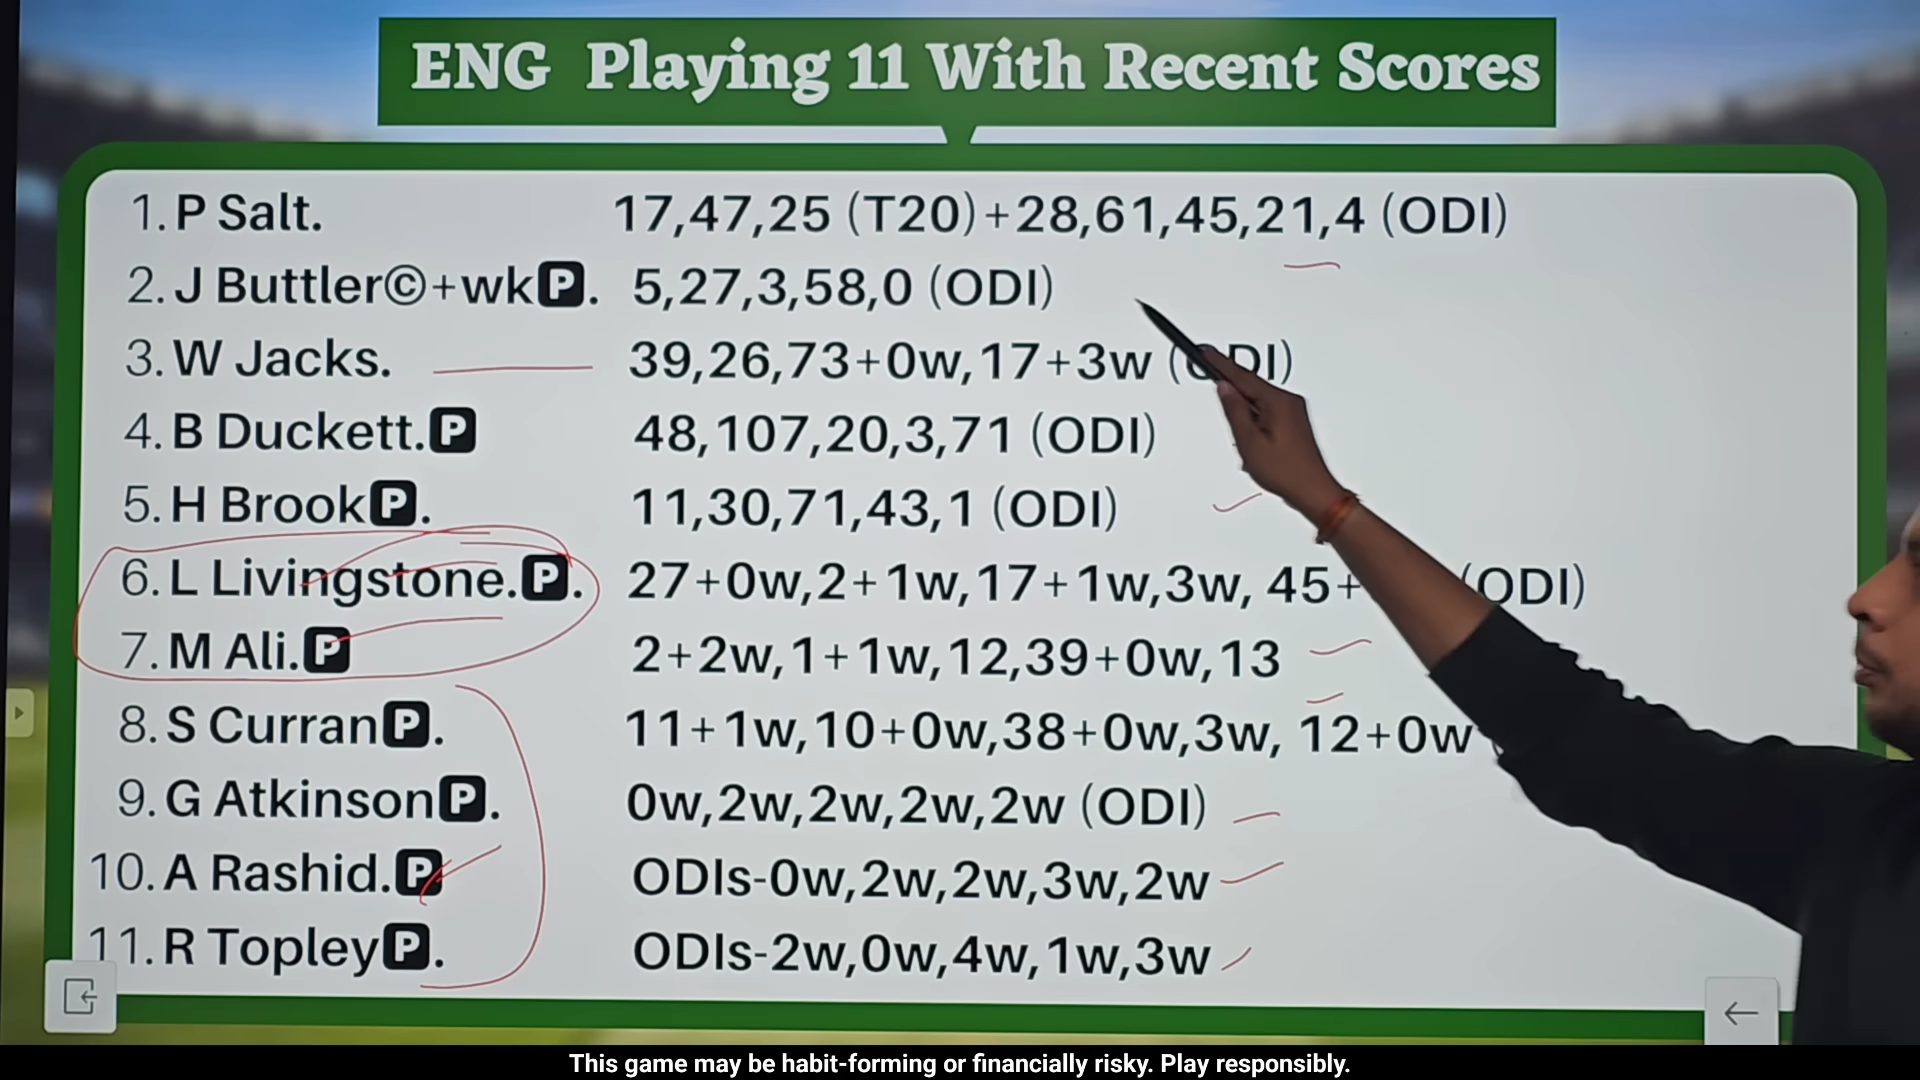 ENG Playing 11 With Recent Scores
1. P Salt. 17,47,25 (T20)+28,61,45,21,4 (ODI)
2. J Buttler©+wk🅿. 5,27,3,58,0 (ODI)
3. W Jacks. 39,26,73+0w,17+3w (ODI)
4. B Duckett.🅿 48,107,20,3,71 (ODI)
5. H Brook🅿. 11,30,71,43,1 (ODI)
6. L Livingstone.🅿. 27+0w,2+1w,17+1w,3w, 45+ (ODI)
7. M Ali.🅿 2+2w,1+1w,12,39+0w,13
8. S Curran🅿. 11+1w,10+0w,38+0w,3w, 12+0w
9. G Atkinson🅿. 0w,2w,2w,2w,2w (ODI)
10. A Rashid.🅿 ODIs-0w,2w,2w,3w,2w
11. R Topley🅿. ODIs-2w,0w,4w,1w,3w
This game may be habit-forming or financially risky. Play responsibly.